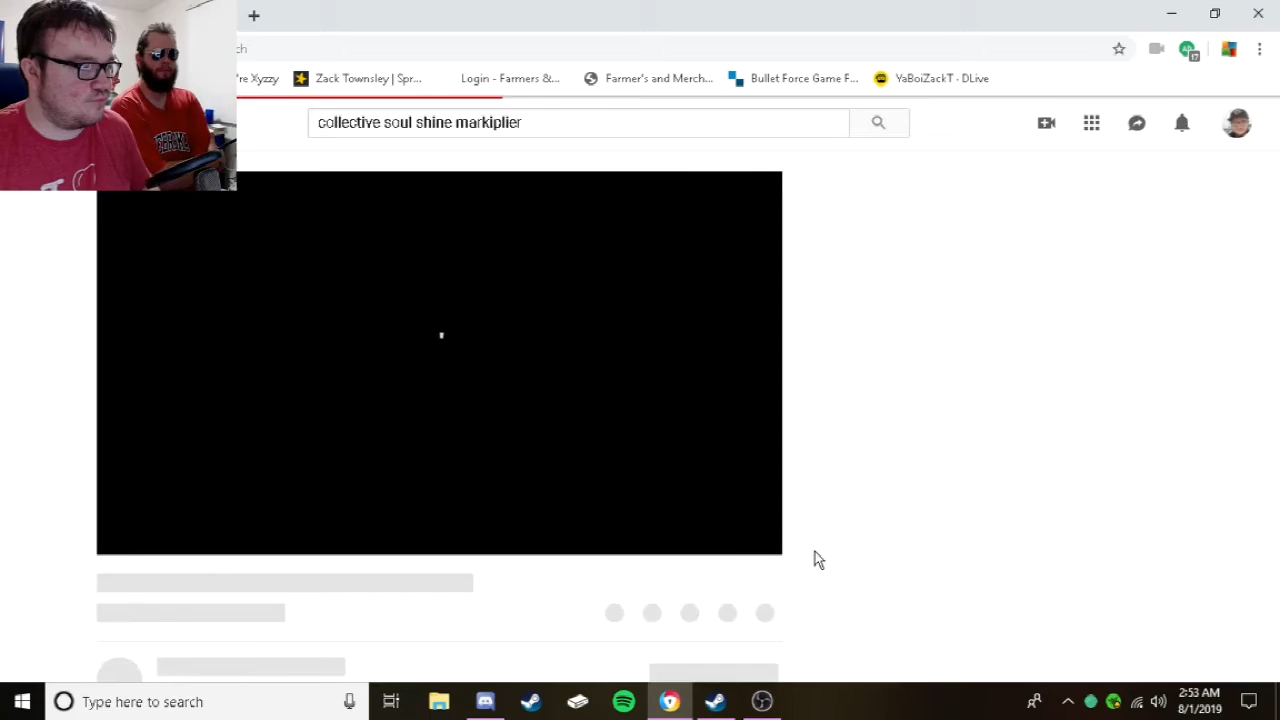 ch
're Xyzzy
Zack Townsley | Spr...
Login - Farmers &...
Farmer's and Merch...
Bullet Force Game F...
YaBoiZackT · DLive
collective soul shine markiplier
17
Type here to search
2:53 AM
8/1/2019